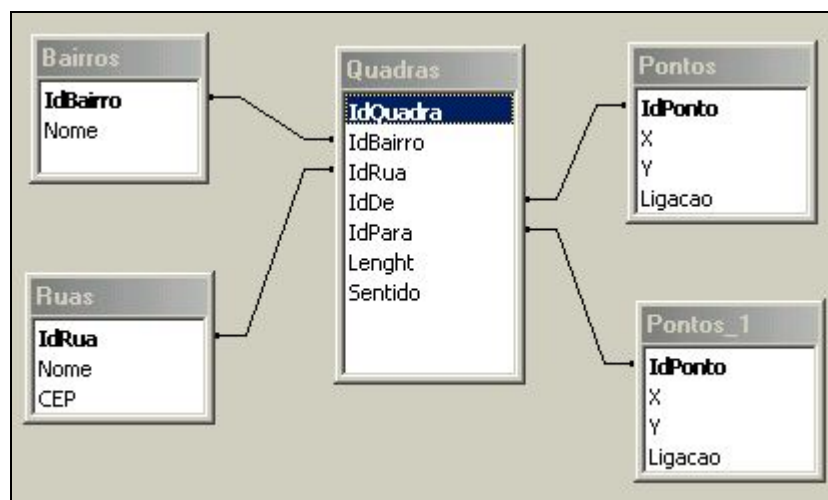 Bairros
IdBairro
Nome
Ruas
IdRua
Nome
CEP
Quadras
IdQuadra
IdBairro
IdRua
IdDe
IdPara
Lenght
Sentido
Pontos
IdPonto
X
Y
Ligacao
Pontos_1
IdPonto
X
Y
Ligacao